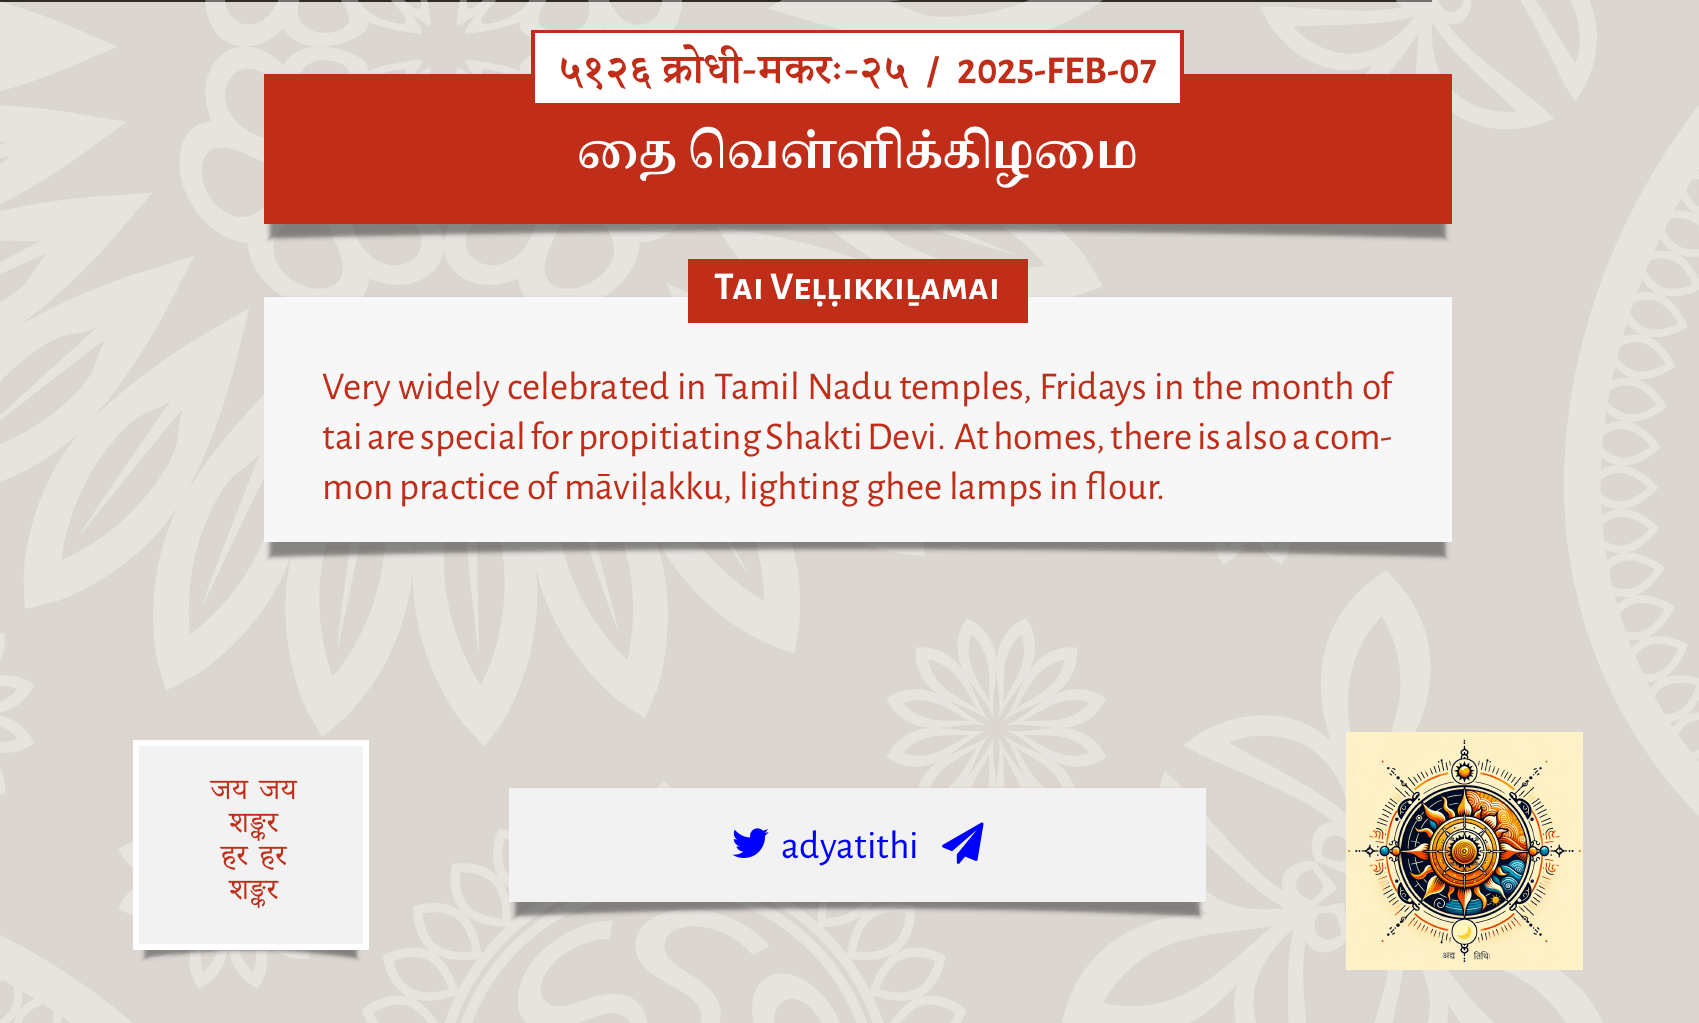 ५१२६ क्रोधी-मकरः-२५ / 2025-FEB-07
தை வெள்ளிக்கிழமை
Tai Veḷḷikkiḻamai
Very widely celebrated in Tamil Nadu temples, Fridays in the month of
tai are special for propitiating Shakti Devi. At homes, there is also a com-
mon practice of māviḷakku, lighting ghee lamps in flour.
जय जय
शङ्कर
हर हर
शङ्कर
adyatithi
अद्य तिथिः